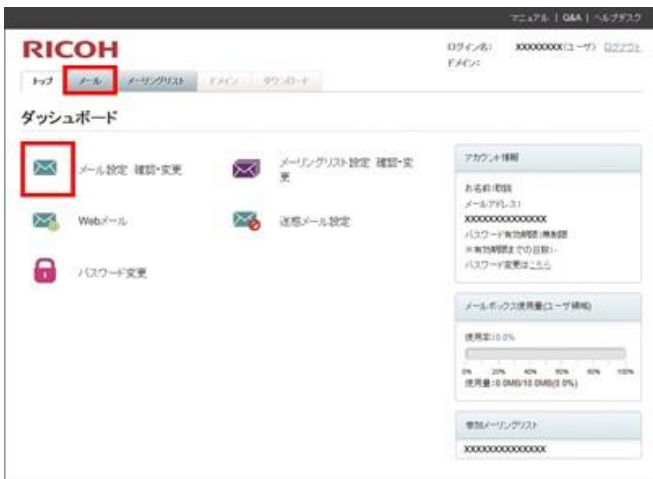 マニュアル | Q&A | ヘルプデスク
RICOH
ログイン名: XXXXXXXX(ユーザ) ログアウト
ドメイン:
トップ メール メーリングリスト ドメイン ダウンロード
ダッシュボード
メール設定 確認・変更
メーリングリスト設定 確認・変
更
Webメール
迷惑メール設定
パスワード変更
アカウント情報
お名前:取説
メールアドレス:
XXXXXXXXXXXXXX
パスワード有効期限:無制限
※有効期限までの日数:-
パスワード変更はこちら
メールボックス使用量(ユーザ領域)
使用率:0.0%
0% 20% 40% 60% 80% 100%
使用量:0.0MB/10.0MB(0.0%)
参加メーリングリスト
XXXXXXXXXXXXXX